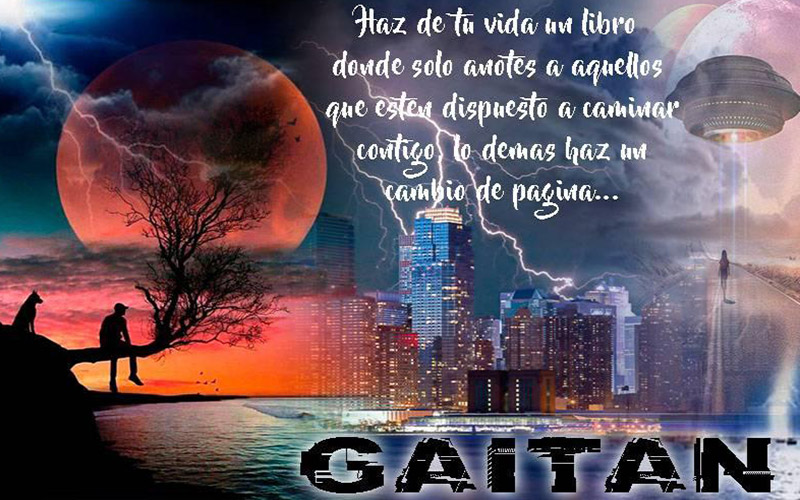 Haz de tu vida un libro
donde solo anotes a aquellos
que esten dispuesto a caminar
contigo, lo demas haz un
cambio de pagina...
GAITAN